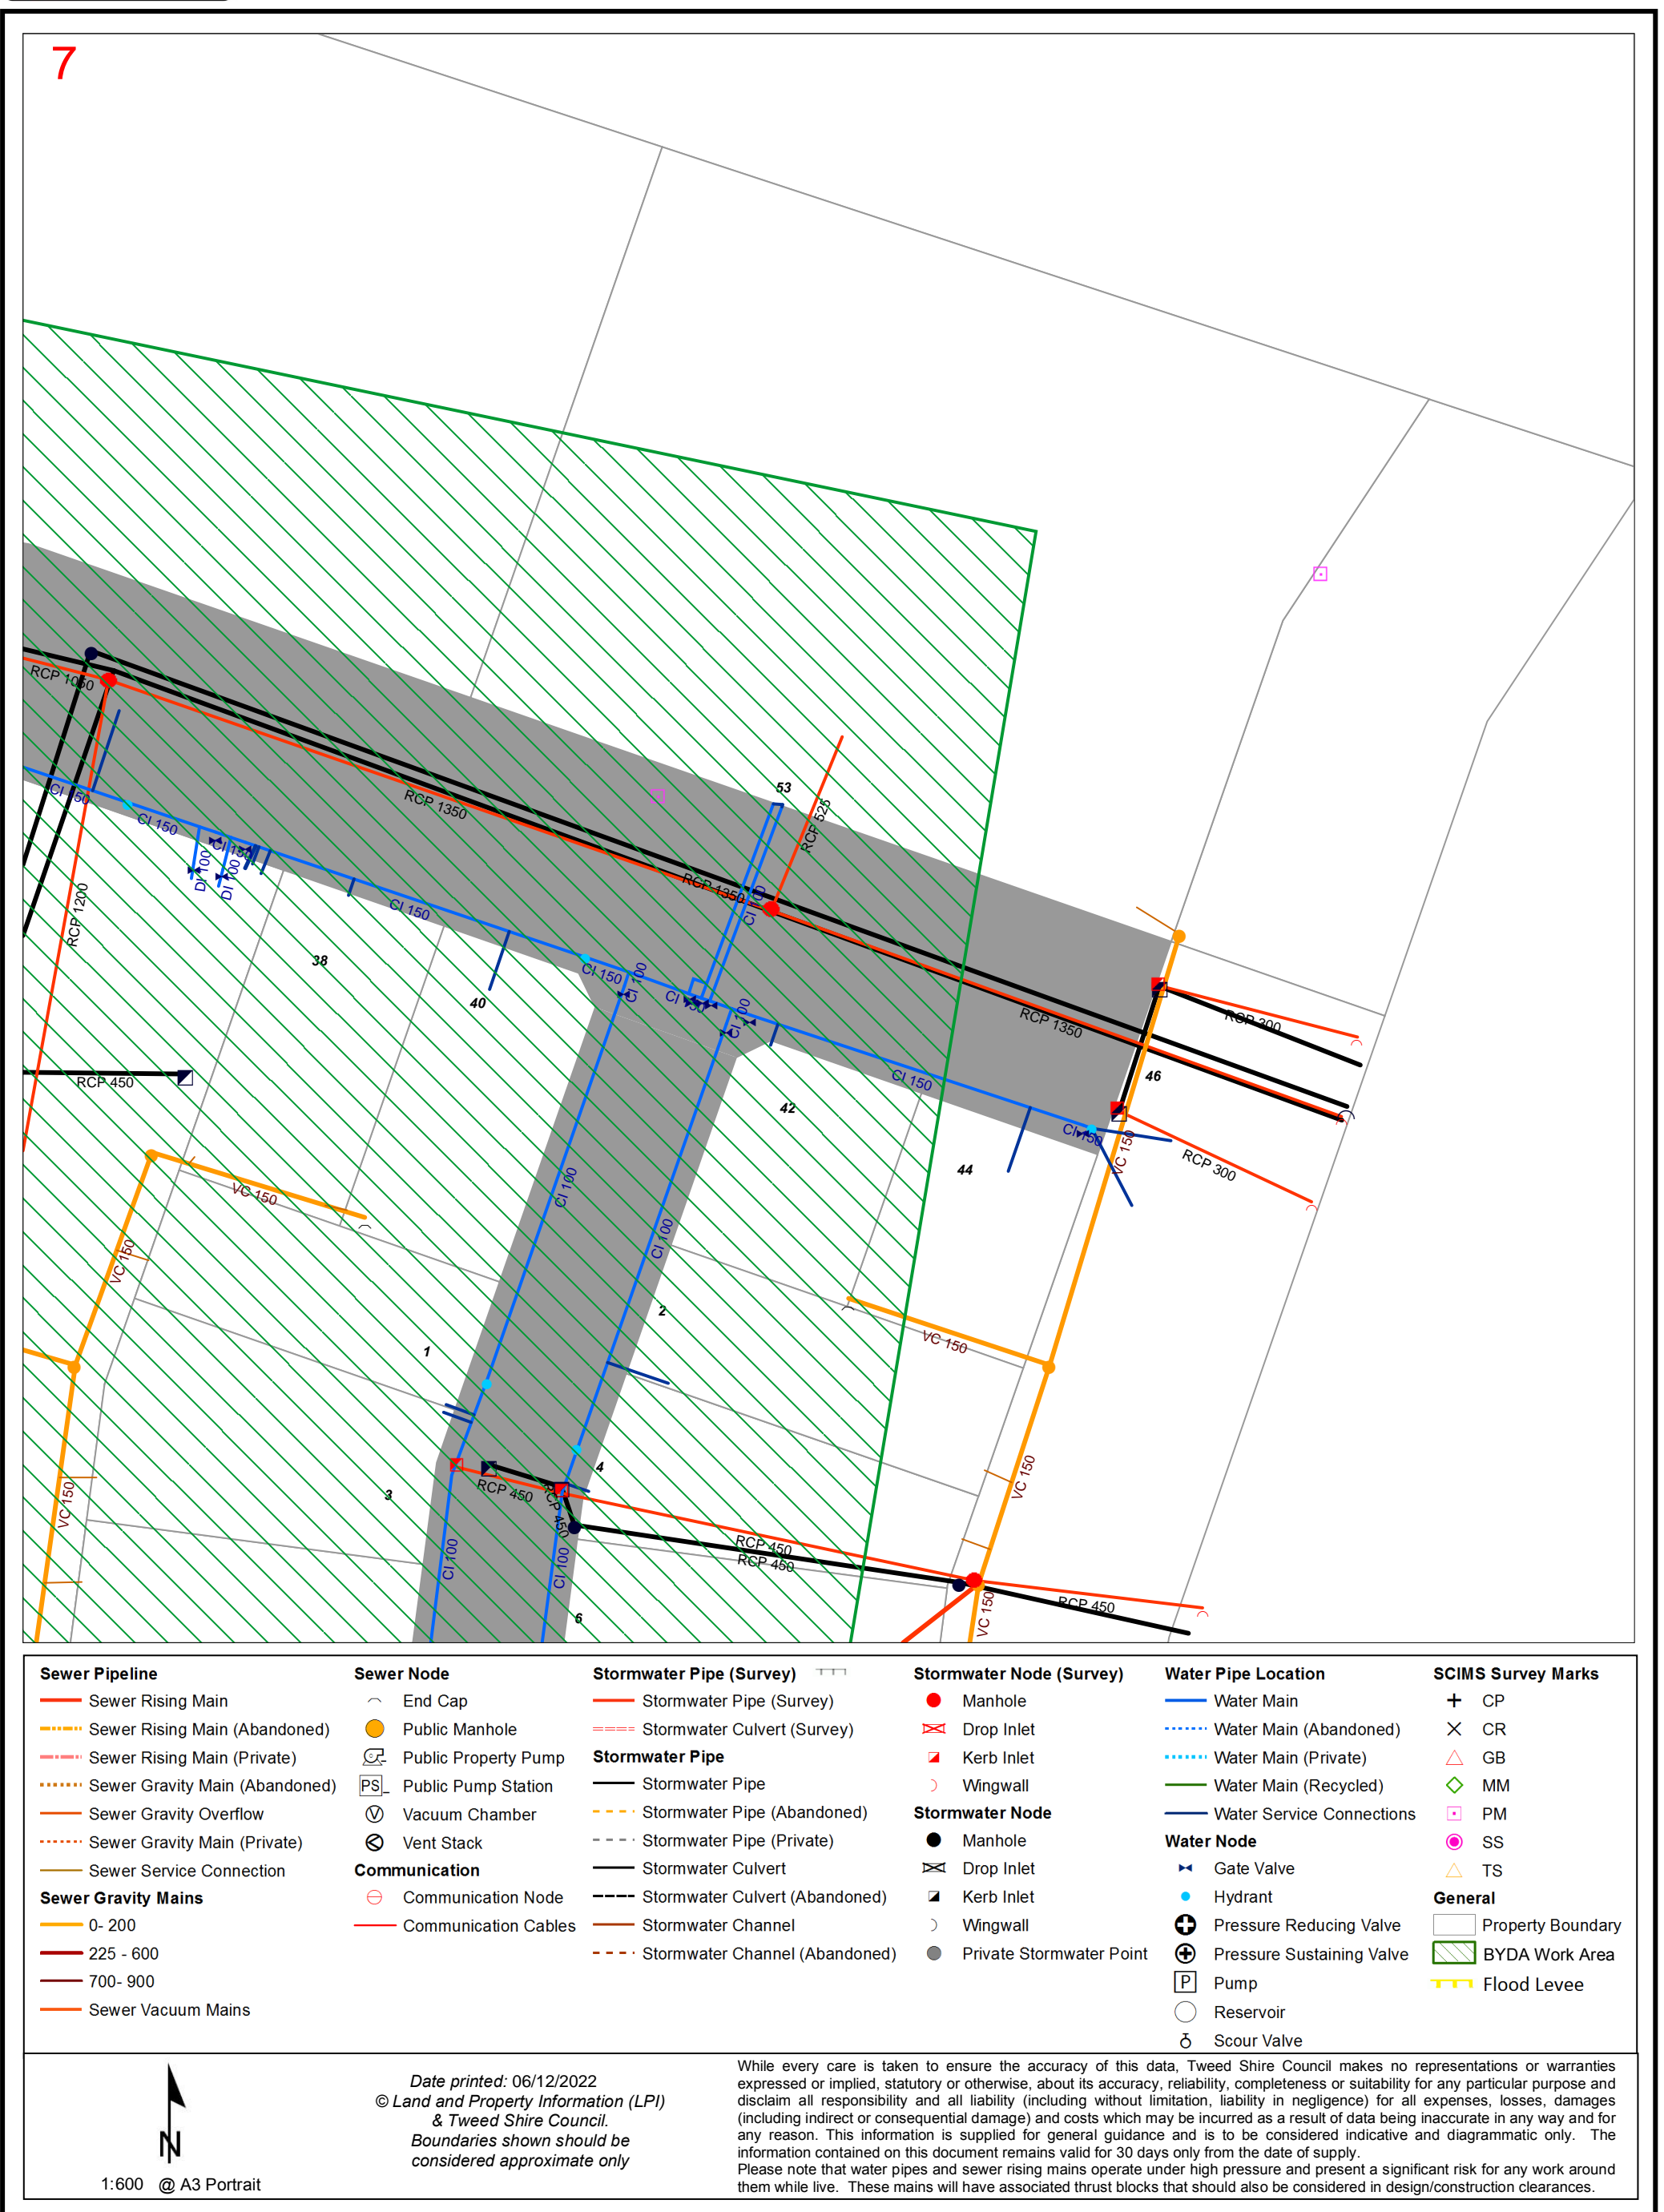 7
RCP 1050
RCP 1350
53
RCP 525
CI 150
CI 150
CI 150
DI 100
DI 100
RCP 1200
CI 150
RCP 1350
CI 100
38
40
CI 150
CI 100
CI 150
CI 100
RCP 1350
RCP 300
46
RCP 450
42
CI 150
CI 150
VC 150
44
RCP 300
VC 150
VC 150
CI 100
CI 100
2
1
VC 150
VC 150
3
4
RCP 450
RCP 450
VC 150
CI 100
CI 100
RCP 450
RCP 450
RCP 450
VC 150
6
Sewer Pipeline
Sewer Rising Main
Sewer Rising Main (Abandoned)
Sewer Rising Main (Private)
Sewer Gravity Main (Abandoned)
Sewer Gravity Overflow
Sewer Gravity Main (Private)
Sewer Service Connection
Sewer Gravity Mains
0- 200
225 - 600
700- 900
Sewer Vacuum Mains
Sewer Node
End Cap
Public Manhole
Public Property Pump
PS Public Pump Station
V Vacuum Chamber
Vent Stack
Communication
Communication Node
Communication Cables
Stormwater Pipe (Survey)
Stormwater Pipe (Survey)
Stormwater Culvert (Survey)
Stormwater Pipe
Stormwater Pipe
Stormwater Pipe (Abandoned)
Stormwater Pipe (Private)
Stormwater Culvert
Stormwater Culvert (Abandoned)
Stormwater Channel
Stormwater Channel (Abandoned)
Stormwater Node (Survey)
Manhole
Drop Inlet
Kerb Inlet
Wingwall
Stormwater Node
Manhole
Drop Inlet
Kerb Inlet
Wingwall
Private Stormwater Point
Water Pipe Location
Water Main
Water Main (Abandoned)
Water Main (Private)
Water Main (Recycled)
Water Service Connections
Water Node
Gate Valve
Hydrant
Pressure Reducing Valve
Pressure Sustaining Valve
P Pump
Reservoir
Scour Valve
SCIMS Survey Marks
CP
CR
GB
MM
PM
SS
TS
General
Property Boundary
BYDA Work Area
Flood Levee
N
1:600 @ A3 Portrait
Date printed: 06/12/2022
© Land and Property Information (LPI)
& Tweed Shire Council.
Boundaries shown should be
considered approximate only
While every care is taken to ensure the accuracy of this data, Tweed Shire Council makes no representations or warranties
expressed or implied, statutory or otherwise, about its accuracy, reliability, completeness or suitability for any particular purpose and
disclaim all responsibility and all liability (including without limitation, liability in negligence) for all expenses, losses, damages
(including indirect or consequential damage) and costs which may be incurred as a result of data being inaccurate in any way and for
any reason. This information is supplied for general guidance and is to be considered indicative and diagrammatic only. The
information contained on this document remains valid for 30 days only from the date of supply.
Please note that water pipes and sewer rising mains operate under high pressure and present a significant risk for any work around
them while live. These mains will have associated thrust blocks that should also be considered in design/construction clearances.